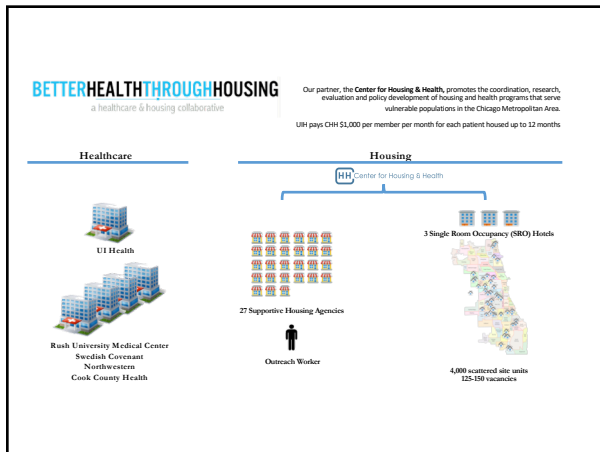 BETTERHEALTHTHROUGHHOUSING
a healthcare & housing collaborative
Our partner, the Center for Housing & Health, promotes the coordination, research,
evaluation and policy development of housing and health programs that serve
vulnerable populations in the Chicago Metropolitan Area.
UIH pays CHH $1,000 per member per month for each patient housed up to 12 months
Healthcare
Housing
HH Center for Housing & Health
UI Health
3 Single Room Occupancy (SRO) Hotels
27 Supportive Housing Agencies
Outreach Worker
Rush University Medical Center
Swedish Covenant
Northwestern
Cook County Health
4,000 scattered site units
125-150 vacancies